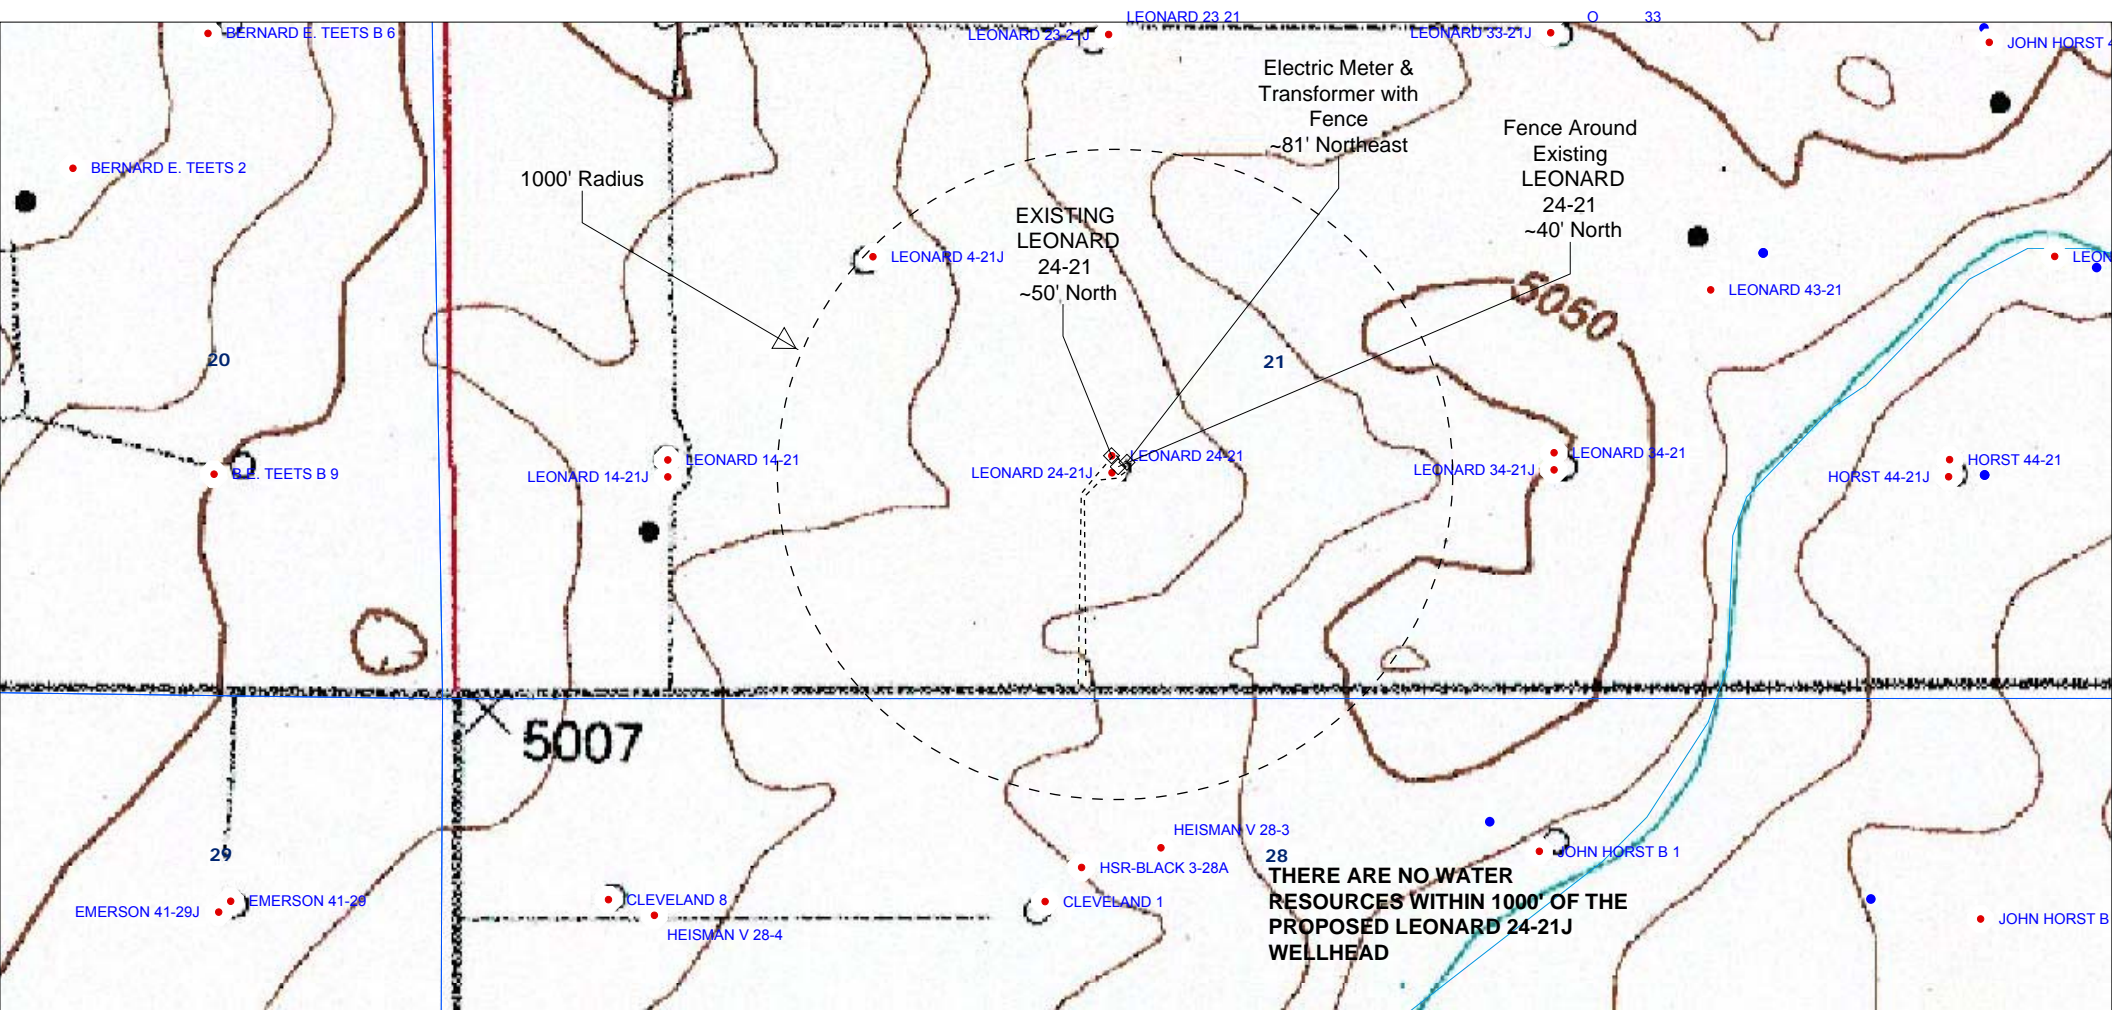 LEONARD 23 21
O 33
BERNARD E. TEETS B 6
LEONARD 23-21J
LEONARD 33-21J
JOHN HORST 4
Electric Meter &
Transformer with
Fence
~81' Northeast
Fence Around
Existing
LEONARD
24-21
~40' North
BERNARD E. TEETS 2
1000' Radius
EXISTING
LEONARD
24-21
~50' North
LEONARD 4-21J
LEON
LEONARD 43-21
5050
20
21
LEONARD 14-21
LEONARD 24-21
LEONARD 34-21
HORST 44-21
B.E. TEETS B 9
LEONARD 14-21J
LEONARD 24-21J
LEONARD 34-21J
HORST 44-21J
5007
HEISMAN V 28-3
29
28
JOHN HORST B 1
HSR-BLACK 3-28A
THERE ARE NO WATER
RESOURCES WITHIN 1000' OF THE
PROPOSED LEONARD 24-21J
WELLHEAD
EMERSON 41-29
EMERSON 41-29J
CLEVELAND 8
CLEVELAND 1
HEISMAN V 28-4
JOHN HORST B